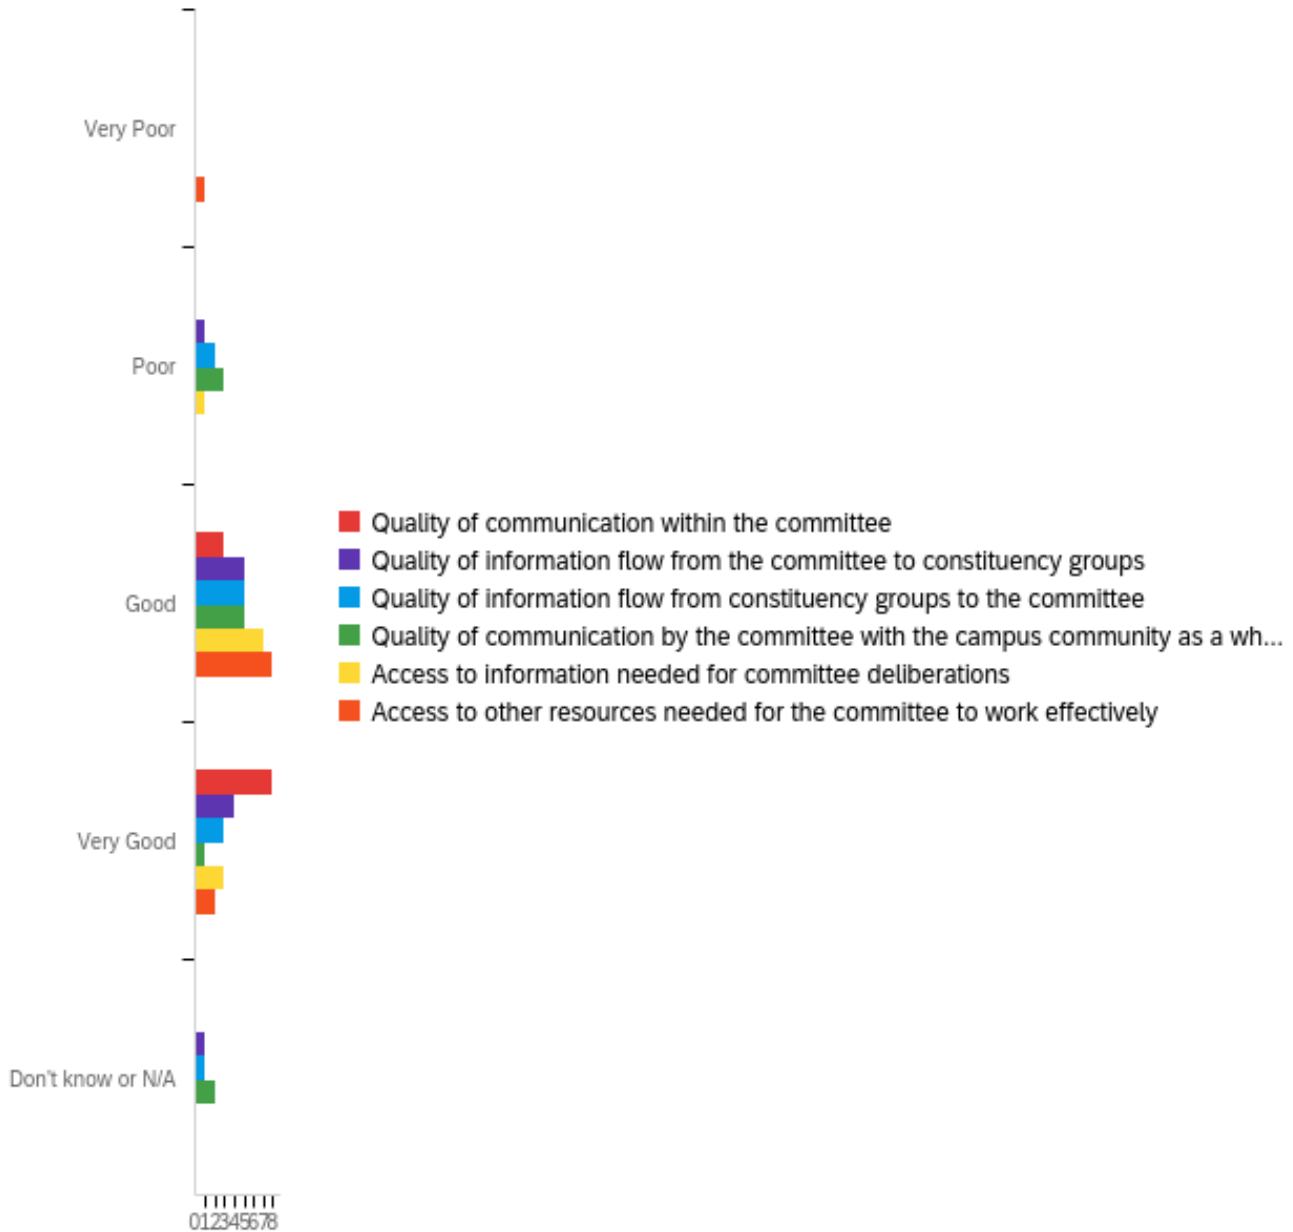 Very Poor
Poor
Good
Very Good
Don't know or N/A
Quality of communication within the committee
Quality of information flow from the committee to constituency groups
Quality of information flow from constituency groups to the committee
Quality of communication by the committee with the campus community as a wh...
Access to information needed for committee deliberations
Access to other resources needed for the committee to work effectively
012345678